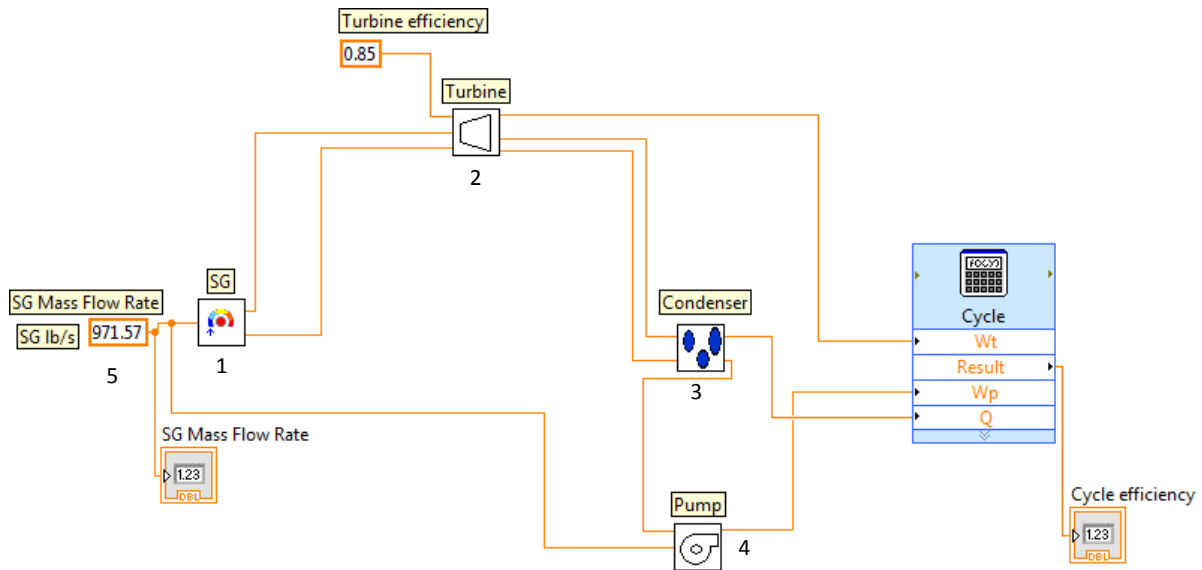 Turbine efficiency
0.85
Turbine
2
SG
SG Mass Flow Rate
SG lb/s
971.57
1
5
Condenser
3
f(x,y)
Cycle
Wt
Result
Wp
Q
SG Mass Flow Rate
1.23
DBL
Pump
4
Cycle efficiency
1.23
DBL